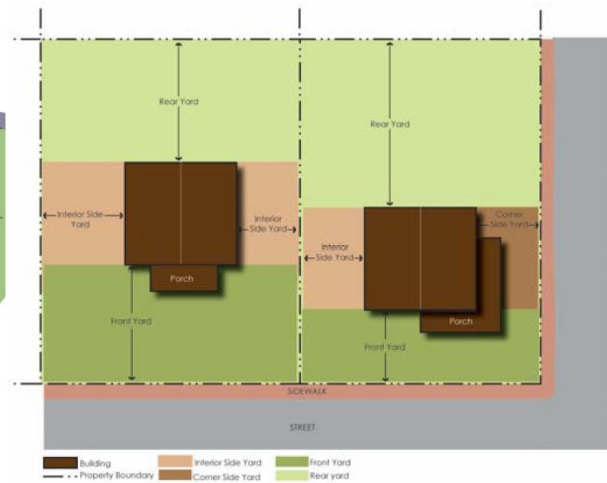 Rear Yard
Rear Yard
Interior Side
Yard
Interior
Side Yard
Interior
Side Yard
Corner
Side Yard
Porch
Porch
Front Yard
Front Yard
SIDEWALK
STREET
Building
Interior Side Yard
Front Yard
Property Boundary
Corner Side Yard
Rear yard